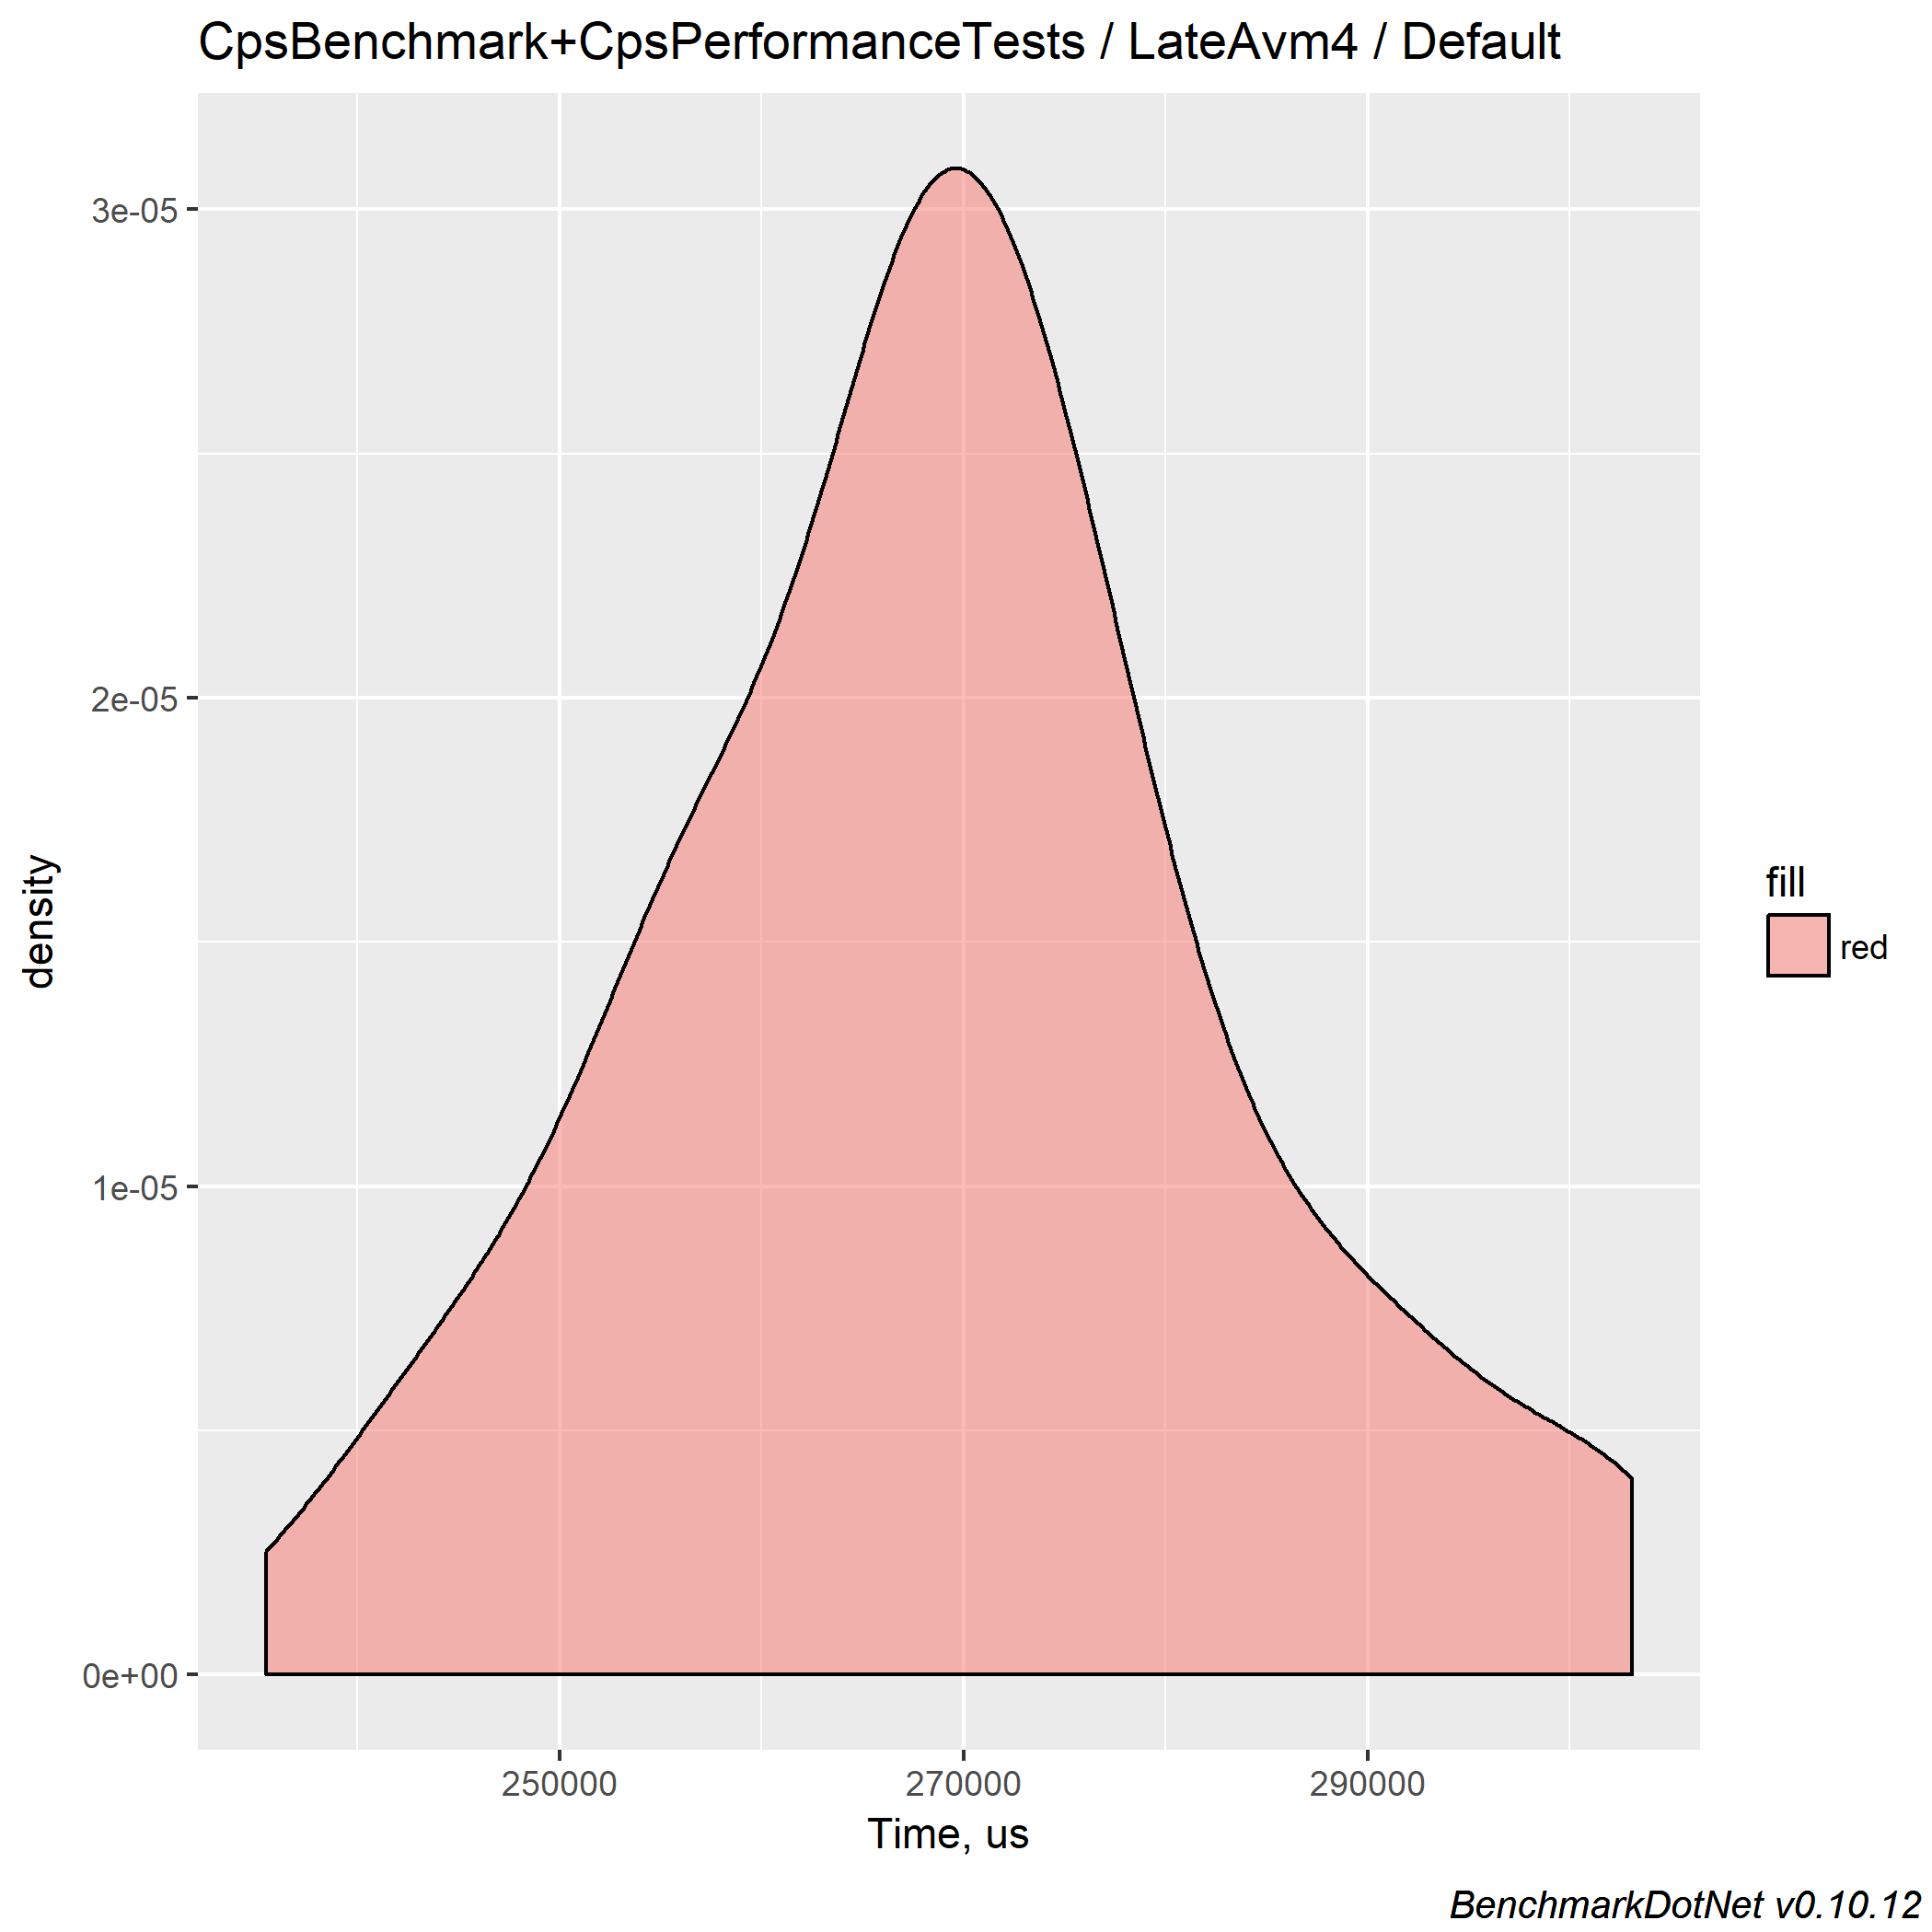 CpsBenchmark+CpsPerformanceTests / LateAvm4 / Default
3e-05
2e-05
1e-05
0e+00
density
250000
270000
290000
Time, us
fill
red
BenchmarkDotNet v0.10.12